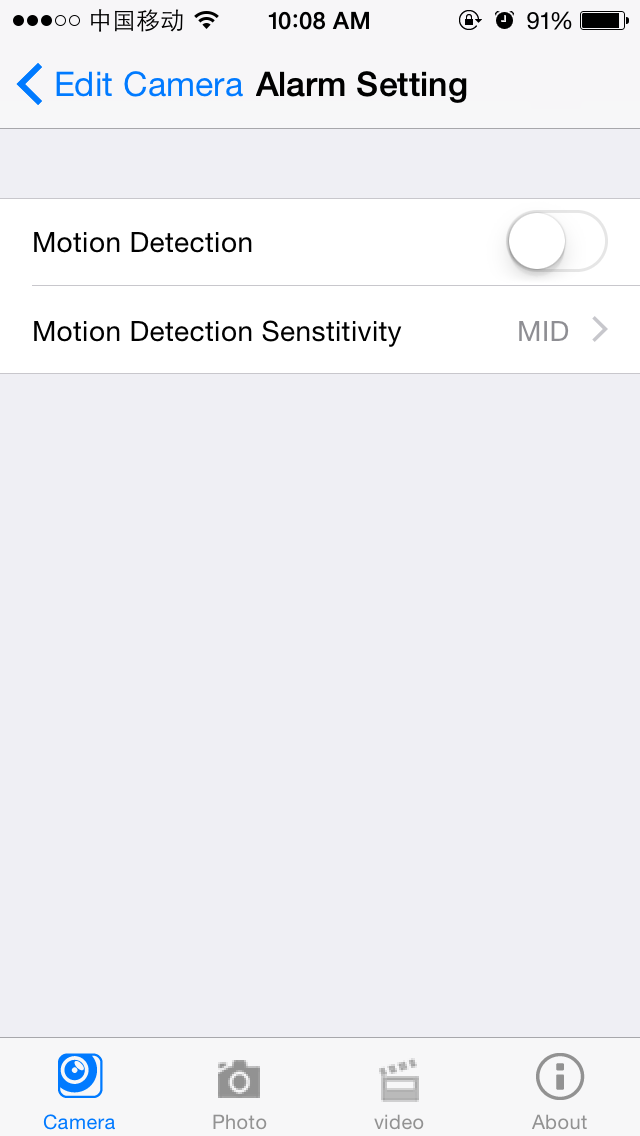 中国移动 10:08 AM 91%
Edit Camera Alarm Setting
Motion Detection
Motion Detection Senstitivity MID
Camera Photo video About